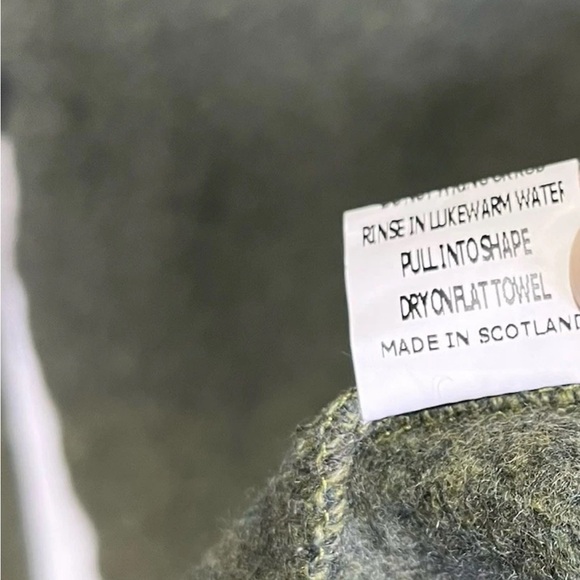 RINSE IN LUKEWARM WATER
PULL INTO SHAPE
DRY ON FLAT TOWEL
MADE IN SCOTLAND